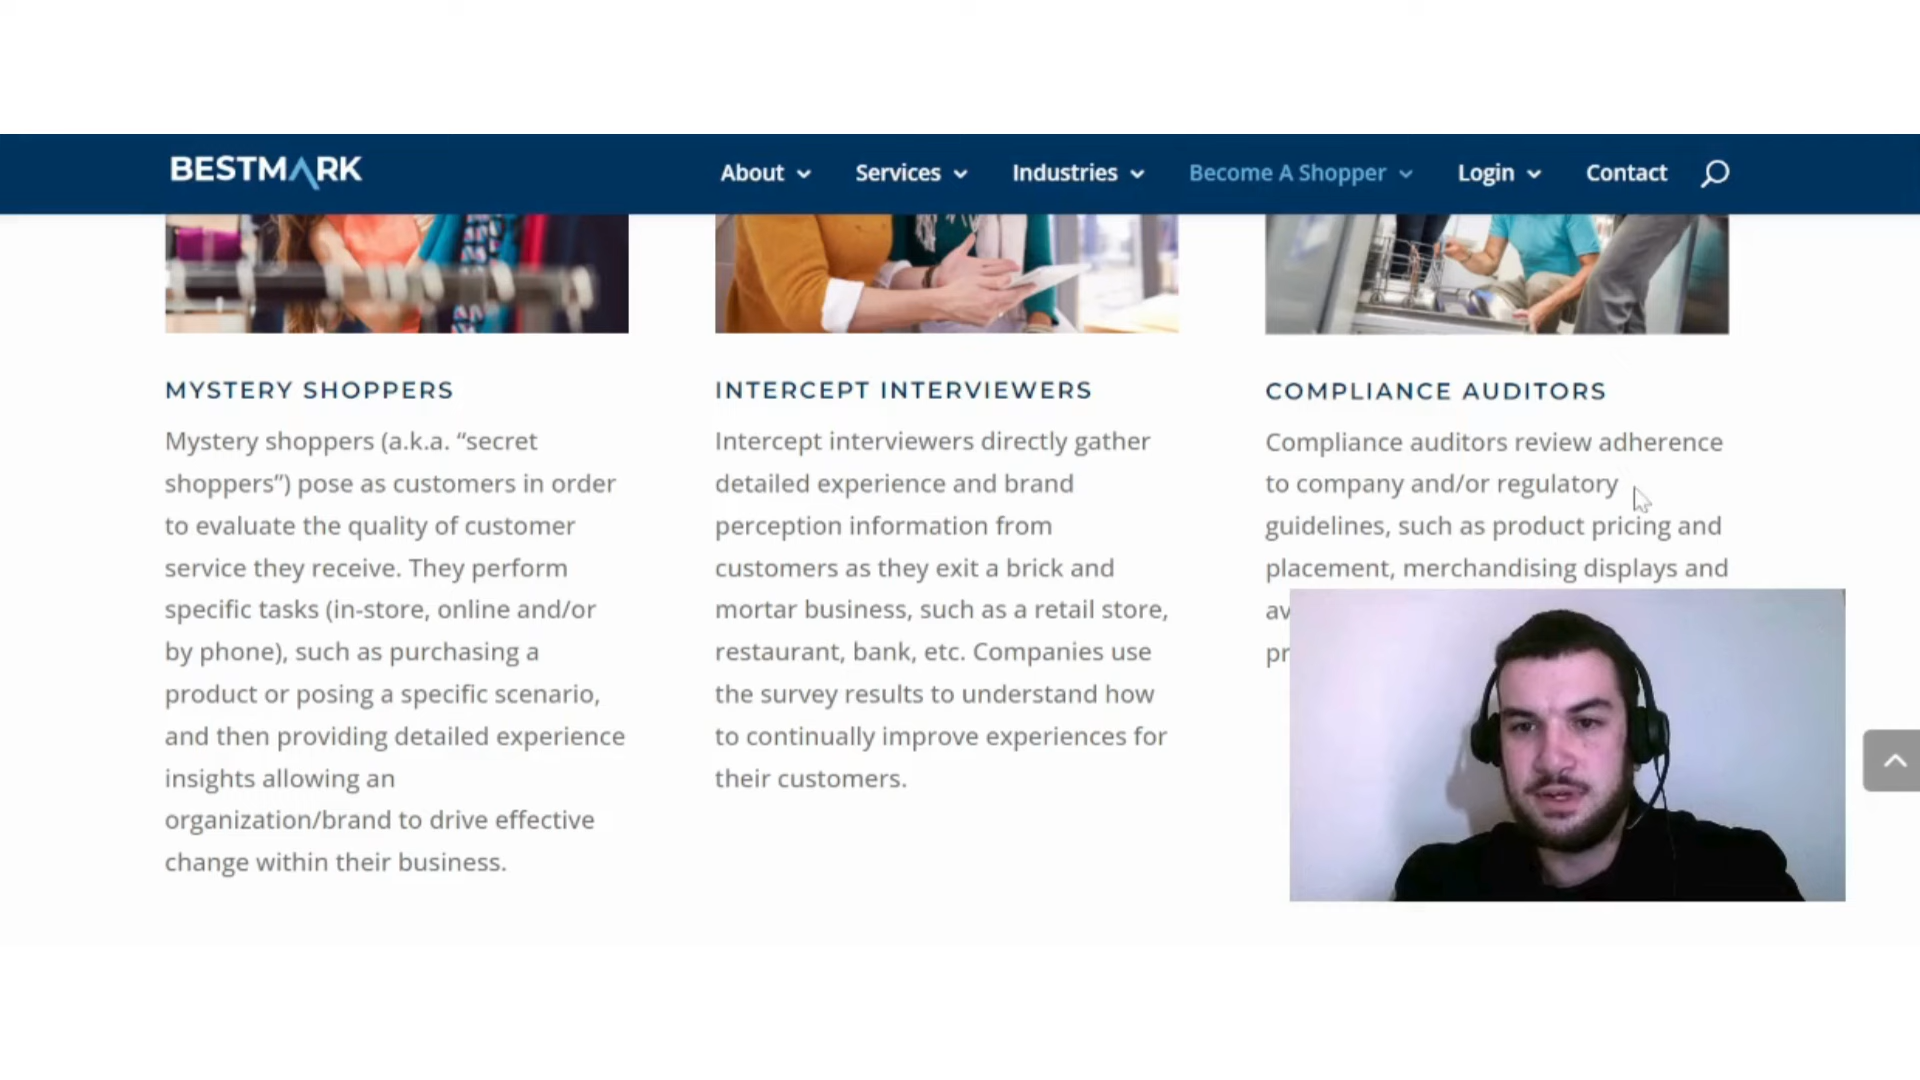 BESTMARK
About
Services
Industries
Become A Shopper
Login
Contact
MYSTERY SHOPPERS
Mystery shoppers (a.k.a. “secret
shoppers”) pose as customers in order
to evaluate the quality of customer
service they receive. They perform
specific tasks (in-store, online and/or
by phone), such as purchasing a
product or posing a specific scenario,
and then providing detailed experience
insights allowing an
organization/brand to drive effective
change within their business.
INTERCEPT INTERVIEWERS
Intercept interviewers directly gather
detailed experience and brand
perception information from
customers as they exit a brick and
mortar business, such as a retail store,
restaurant, bank, etc. Companies use
the survey results to understand how
to continually improve experiences for
their customers.
COMPLIANCE AUDITORS
Compliance auditors review adherence
to company and/or regulatory
guidelines, such as product pricing and
placement, merchandising displays and